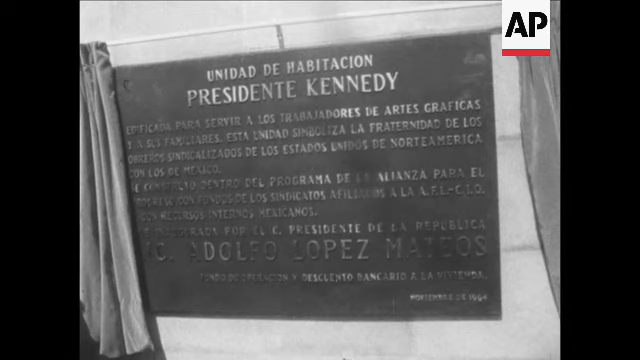 AP
UNIDAD DE HABITACION
PRESIDENTE KENNEDY
EDIFICADA PARA SERVIR A LOS TRABAJADORES DE ARTES GRAFICAS
Y A SUS FAMILIARES. ESTA UNIDAD SIMBOLIZA LA FRATERNIDAD DE LOS
OBREROS SINDICALIZADOS DE LOS ESTADOS UNIDOS DE NORTEAMERICA
CON LOS DE MEXICO.
SE CONSTRUYO DENTRO DEL PROGRAMA DE LA ALIANZA PARA EL
PROGRESO CON FONDOS DE LOS SINDICATOS AFILIADOS A LA A.F.L.-C.I.O.
Y CON RECURSOS INTERNOS MEXICANOS.
INAUGURADA POR EL C. PRESIDENTE DE LA REPUBLICA
LIC. ADOLFO LOPEZ MATEOS
FONDO DE OPERACION Y DESCUENTO BANCARIO A LA VIVIENDA.
NOVIEMBRE DE 1964